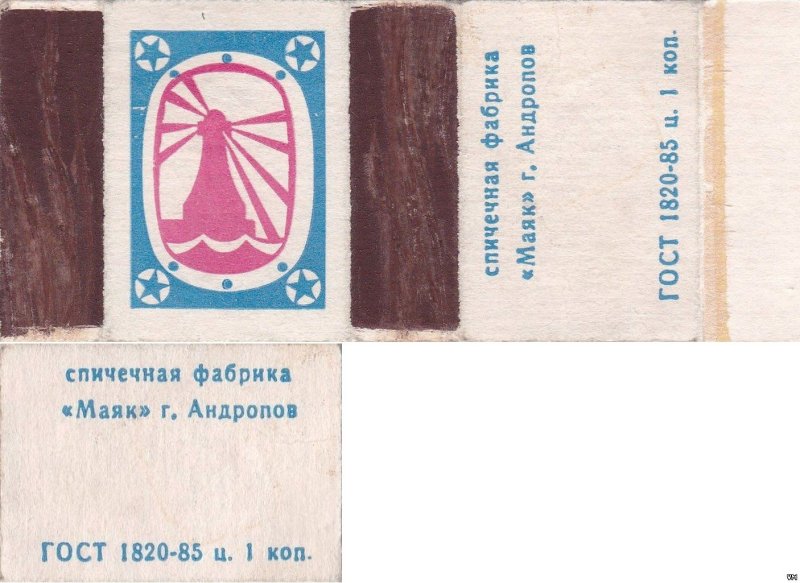 спичечная фабрика
«Маяк» г. Андропов
ГОСТ 1820-85 ц. 1 коп.
спичечная фабрика
«Маяк» г. Андропов
ГОСТ 1820-85 ц. 1 коп.